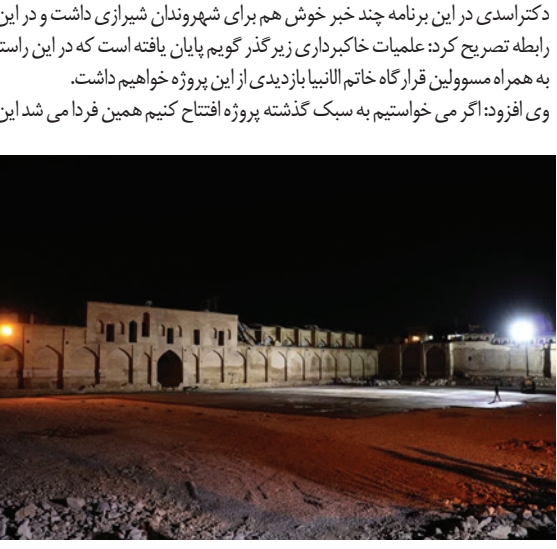 دکتراسدی در این برنامه چند خبر خوش هم برای شهروندان شیرازی داشت و در این
رابطه تصریح کرد: علمیات خاکبرداری زیرگذر گویم پایان یافته است که در این راستا
به همراه مسوولین قرارگاه خاتم الانبیا بازدیدی از این پروژه خواهیم داشت.
وی افزود: اگر می خواستیم به سبک گذشته پروژه افتتاح کنیم همین فردا می شد این